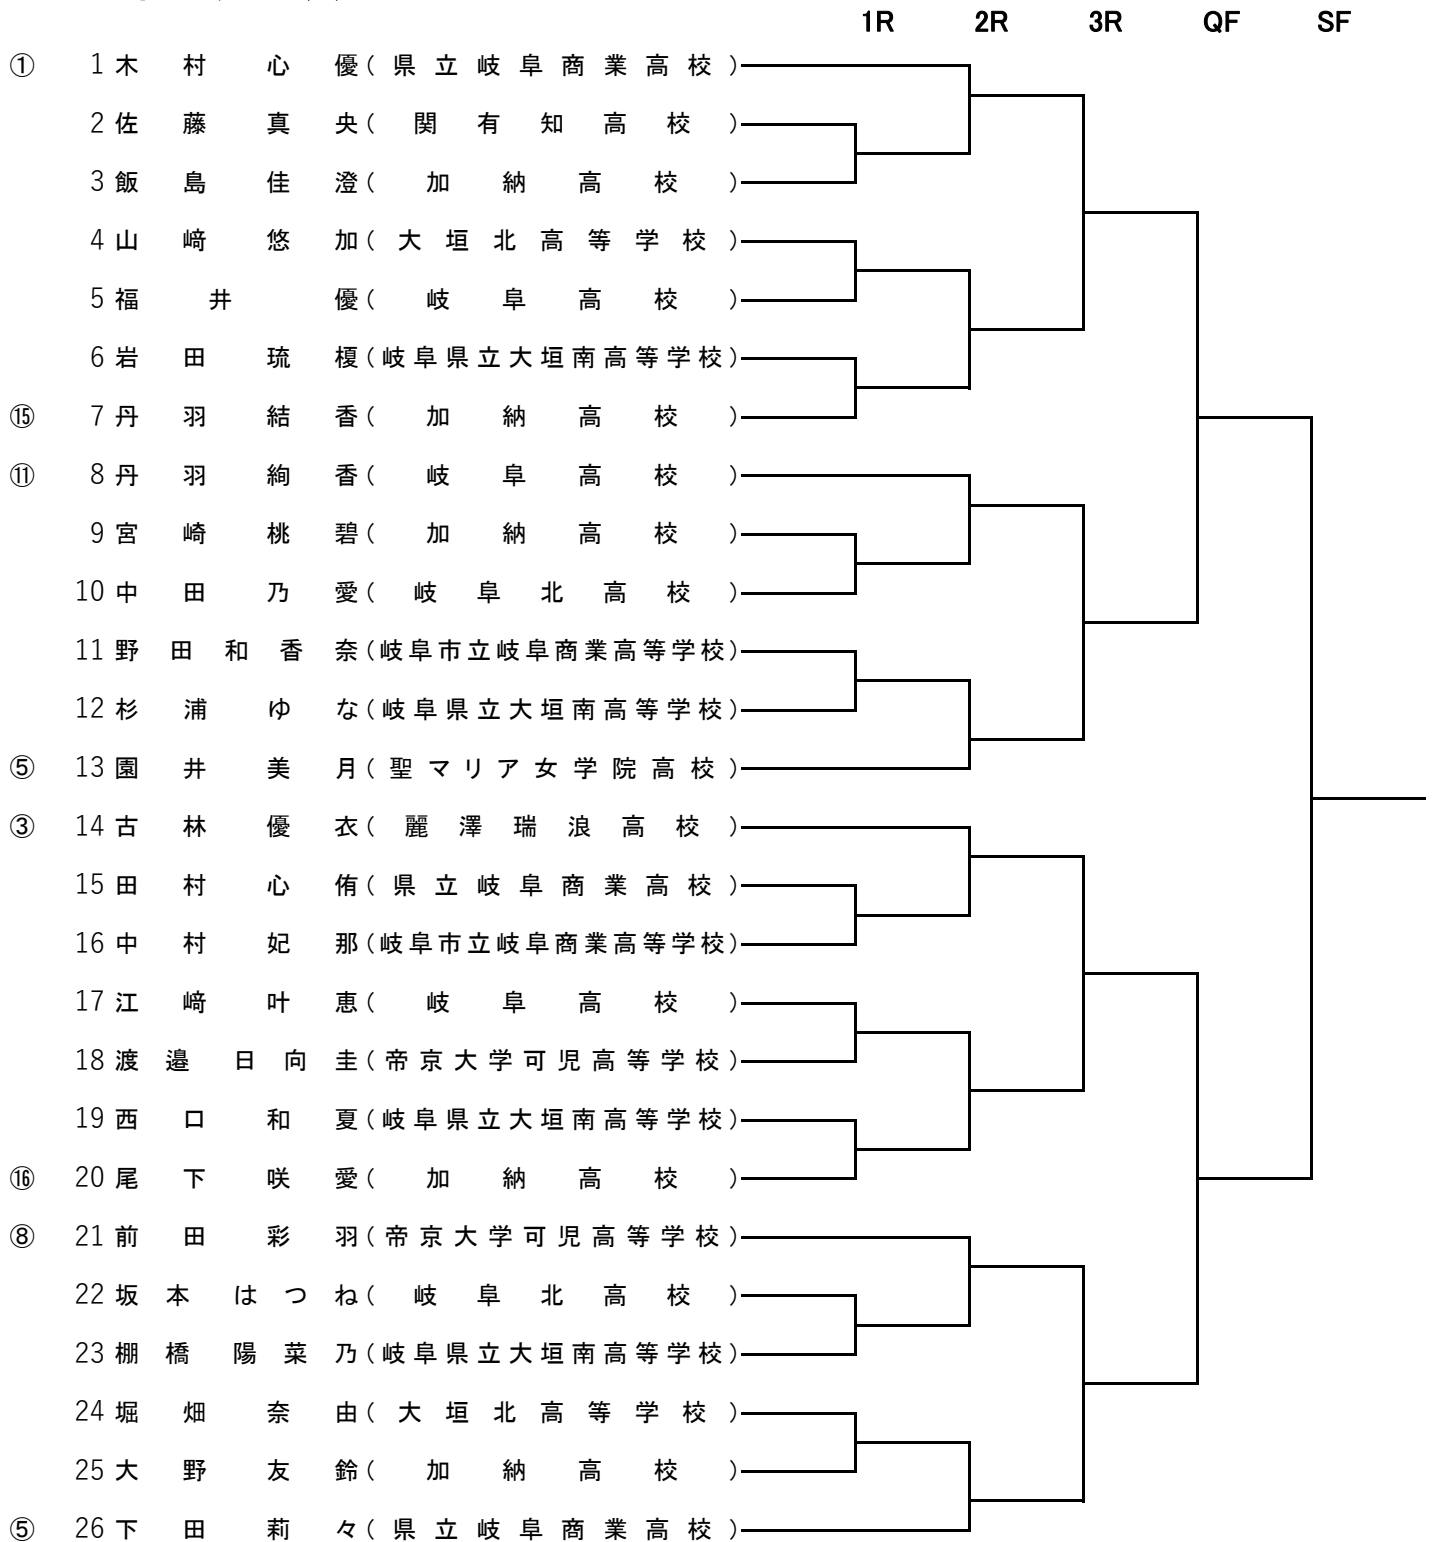 1R 2R 3R QF SF
① 1 木村心優(県立岐阜商業高校)
2 佐藤真央(関有知高校)
3 飯島佳澄(加納高校)
4 山﨑悠加(大垣北高等学校)
5 福井優(岐阜高校)
6 岩田琉榎(岐阜県立大垣南高等学校)
⑮ 7 丹羽結香(加納高校)
⑪ 8 丹羽絢香(岐阜高校)
9 宮崎桃碧(加納高校)
10 中田乃愛(岐阜北高校)
11 野田和香奈(岐阜市立岐阜商業高等学校)
12 杉浦ゆな(岐阜県立大垣南高等学校)
⑤ 13 園井美月(聖マリア女学院高校)
③ 14 古林優衣(麗澤瑞浪高校)
15 田村心侑(県立岐阜商業高校)
16 中村妃那(岐阜市立岐阜商業高等学校)
17 江﨑叶恵(岐阜高校)
18 渡邉日向圭(帝京大学可児高等学校)
19 西口和夏(岐阜県立大垣南高等学校)
⑯ 20 尾下咲愛(加納高校)
⑧ 21 前田彩羽(帝京大学可児高等学校)
22 坂本はつね(岐阜北高校)
23 棚橋陽菜乃(岐阜県立大垣南高等学校)
24 堀畑奈由(大垣北高等学校)
25 大野友鈴(加納高校)
⑤ 26 下田莉々(県立岐阜商業高校)